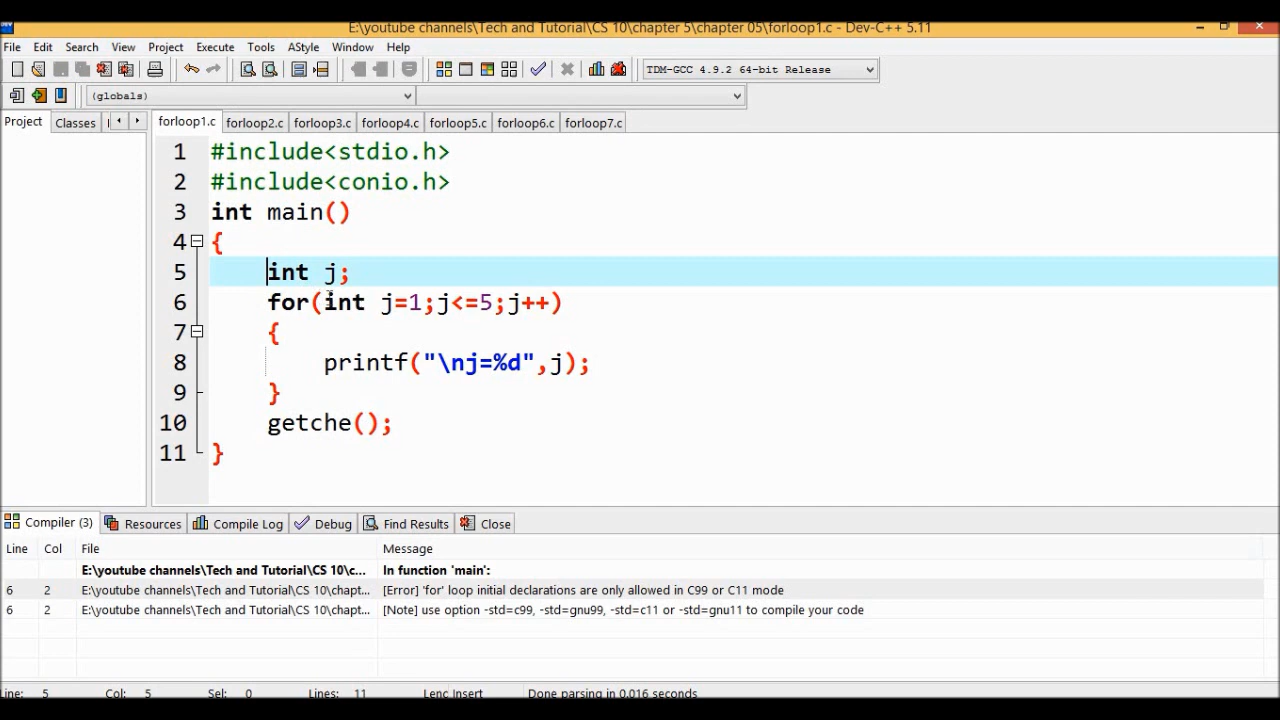 E:\youtube channels\Tech and Tutorial\CS 10\chapter 5\chapter 05\forloop1.c - Dev-C++ 5.11
File Edit Search View Project Execute Tools AStyle Window Help
TDM-GCC 4.9.2 64-bit Release
(globals)
Project Classes forloop1.c forloop2.c forloop3.c forloop4.c forloop5.c forloop6.c forloop7.c
1 #include<stdio.h>
2 #include<conio.h>
3 int main()
4 {
5 int j;
6 for(int j=1;j<=5;j++)
7 {
8 printf("\nj=%d",j);
9 }
10 getche();
11 }
Compiler (3) Resources Compile Log Debug Find Results Close
Line Col File Message
E:\youtube channels\Tech and Tutorial\CS 10\c... In function 'main':
6 2 E:\youtube channels\Tech and Tutorial\CS 10\chapt... [Error] 'for' loop initial declarations are only allowed in C99 or C11 mode
6 2 E:\youtube channels\Tech and Tutorial\CS 10\chapt... [Note] use option -std=c99, -std=gnu99, -std=c11 or -std=gnu11 to compile your code
Line: 5 Col: 5 Sel: 0 Lines: 11 Insert Done parsing in 0.016 seconds